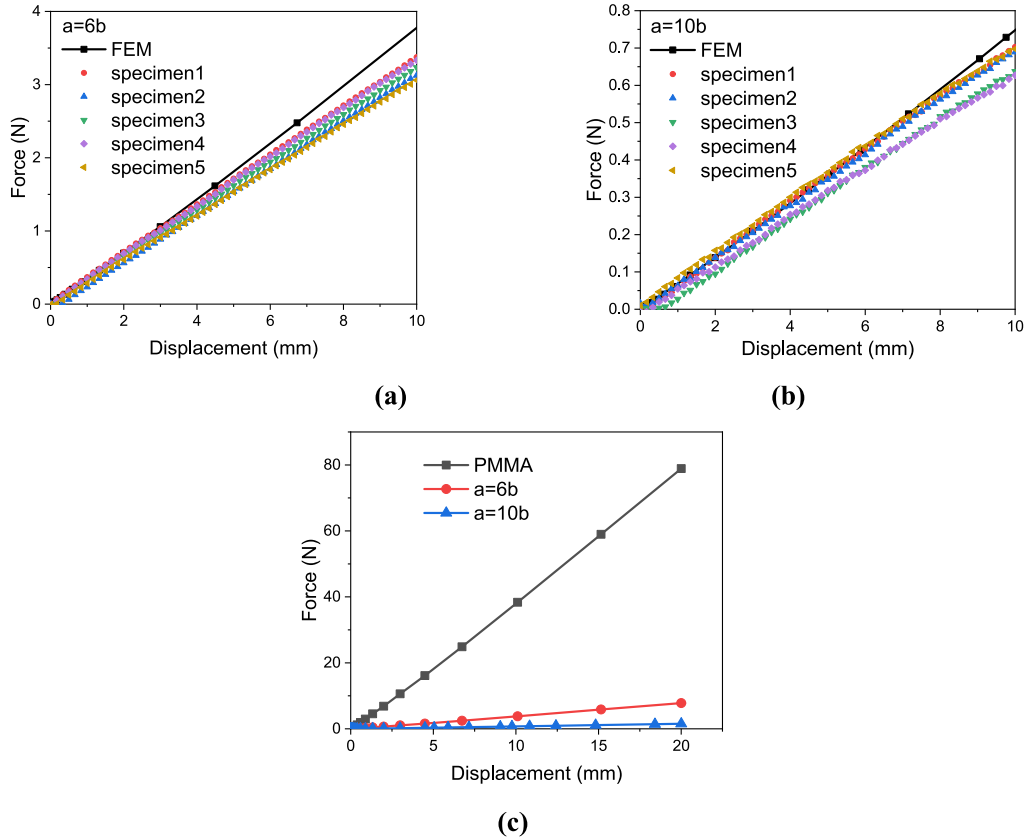 a=6b
FEM
specimen1
specimen2
specimen3
specimen4
specimen5
4
3
2
1
0
0 2 4 6 8 10
Force (N)
Displacement (mm)
(a)
a=10b
FEM
specimen1
specimen2
specimen3
specimen4
specimen5
0.8
0.7
0.6
0.5
0.4
0.3
0.2
0.1
0.0
0 2 4 6 8 10
Force (N)
Displacement (mm)
(b)
PMMA
a=6b
a=10b
80
60
40
20
0
0 5 10 15 20
Force (N)
Displacement (mm)
(c)